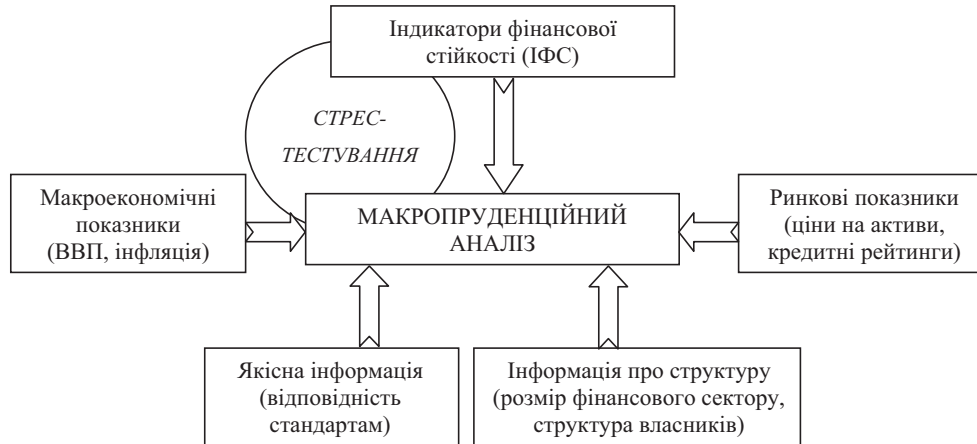 Індикатори фінансової
стійкості (ІФС)
СТРЕС-
ТЕСТУВАННЯ
Макроекономічні
показники
(ВВП, інфляція)
МАКРОПРУДЕНЦІЙНИЙ
АНАЛІЗ
Ринкові показники
(ціни на активи,
кредитні рейтинги)
Якісна інформація
(відповідність
стандартам)
Інформація про структуру
(розмір фінансового сектору,
структура власників)